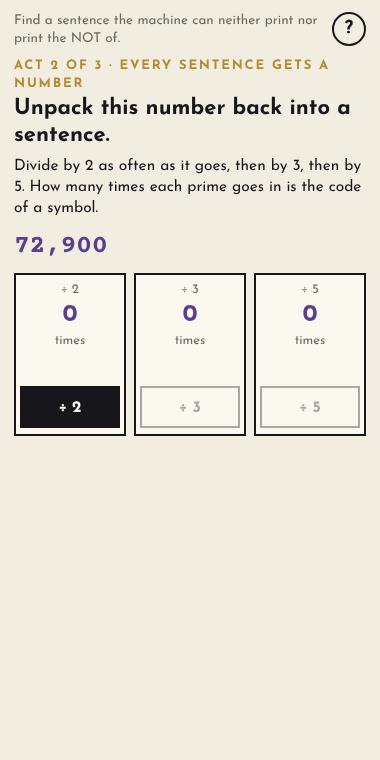 Find a sentence the machine can neither print nor
print the NOT of.
?
ACT 2 OF 3 · EVERY SENTENCE GETS A
NUMBER
Unpack this number back into a
sentence.
Divide by 2 as often as it goes, then by 3, then by
5. How many times each prime goes in is the code
of a symbol.
72,900
÷ 2
0
times
÷ 2
÷ 3
0
times
÷ 3
÷ 5
0
times
÷ 5